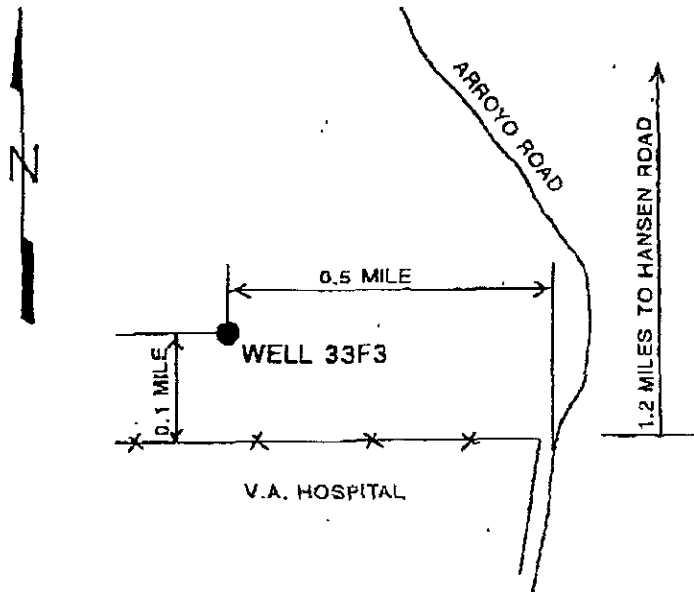 N
ARROYO ROAD
1.2 MILES TO HANSEN ROAD
0.5 MILE
WELL 33F3
0.1 MILE
V.A. HOSPITAL